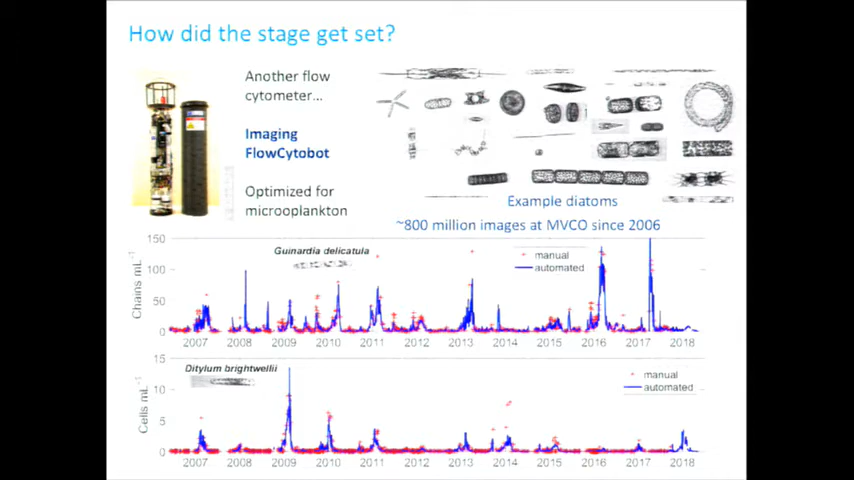 How did the stage get set?
Another flow
cytometer...
Imaging
FlowCytobot
Optimized for
microoplankton
Example diatoms
~800 million images at MVCO since 2006
150
100
50
0
Chains mL⁻¹
Guinardia delicatula
manual
automated
2007 2008 2009 2010 2011 2012 2013 2014 2015 2016 2017 2018
15
10
5
0
Cells mL⁻¹
Ditylum brightwellii
manual
automated
2007 2008 2009 2010 2011 2012 2013 2014 2015 2016 2017 2018